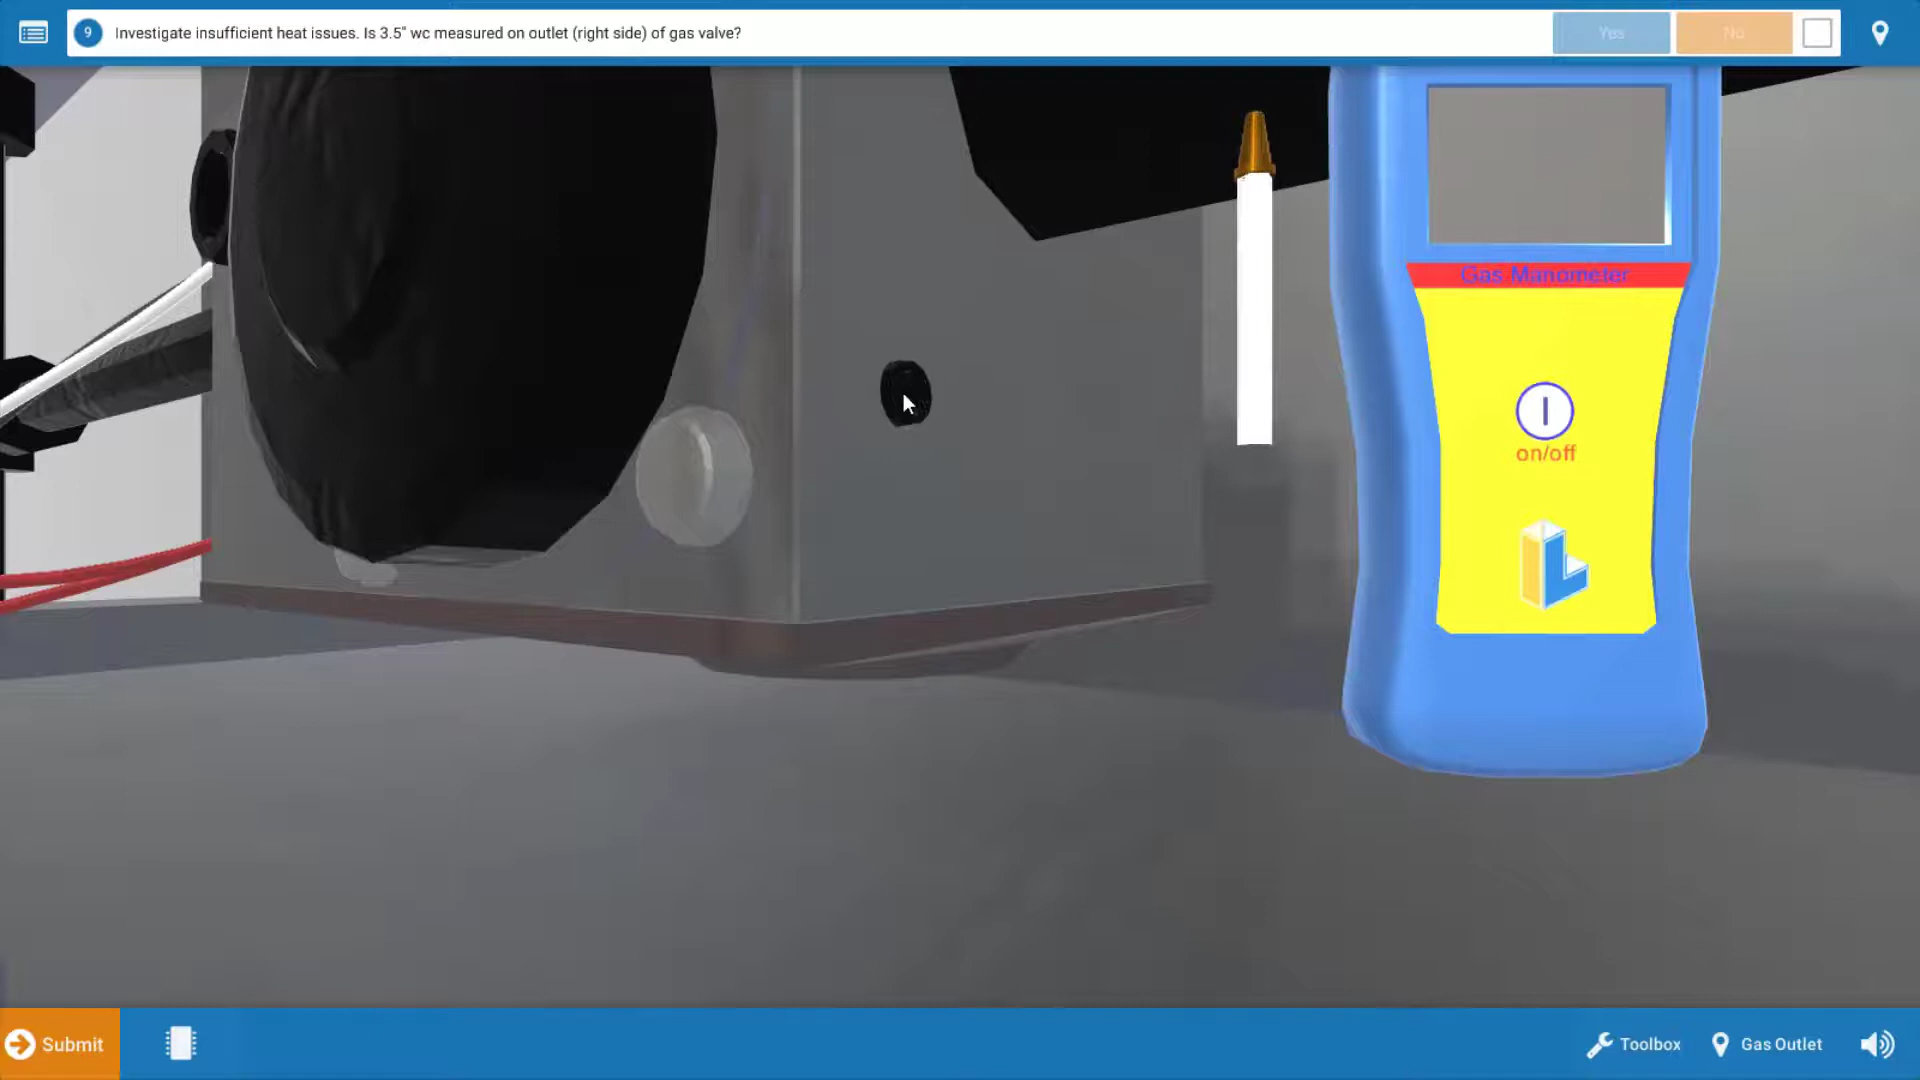 9 Investigate insufficient heat issues. Is 3.5" wc measured on outlet (right side) of gas valve?
Yes
No
Gas Manometer
on/off
Submit
Toolbox
Gas Outlet